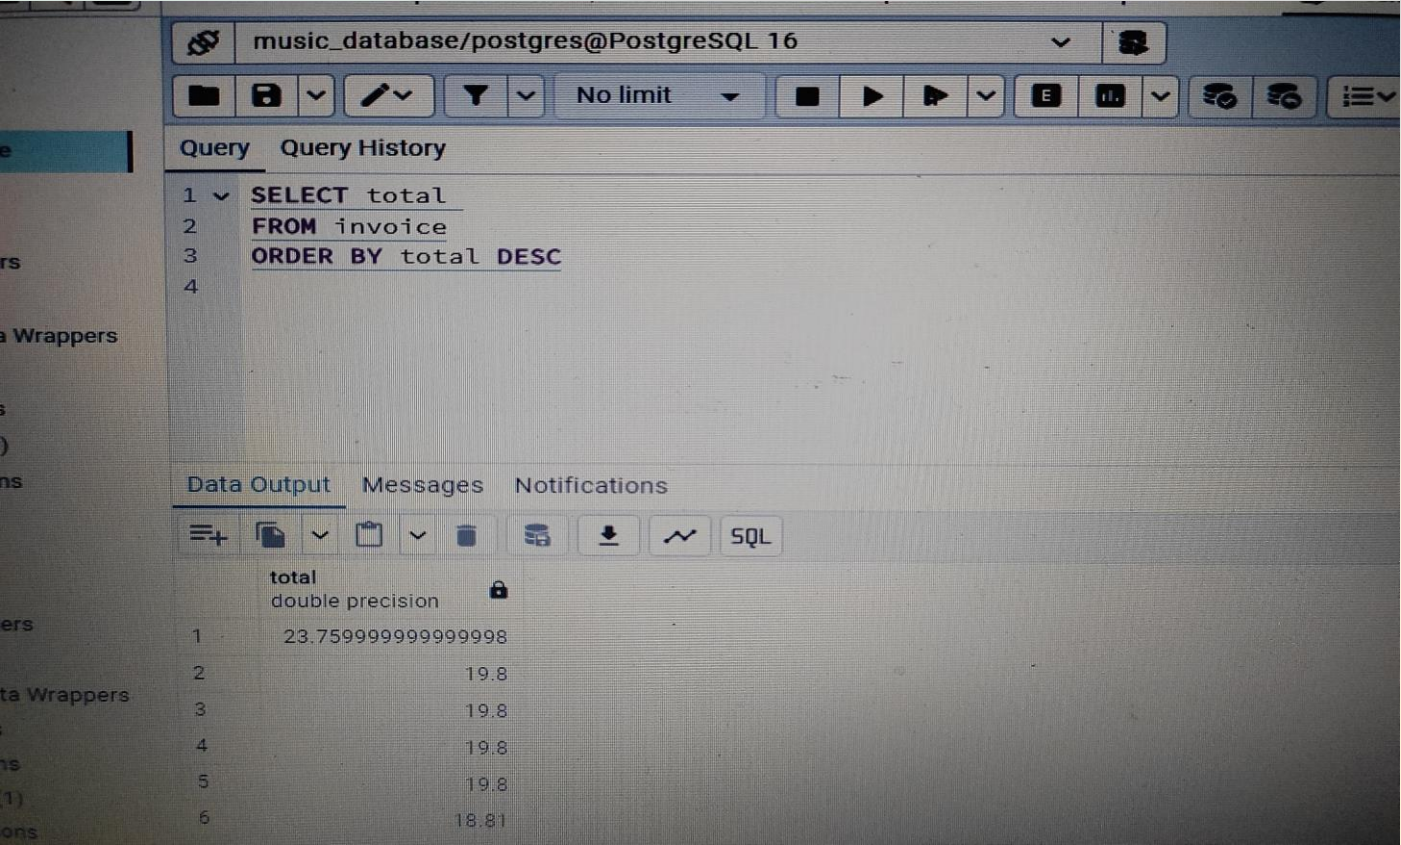 music_database/postgres@PostgreSQL 16
No limit
E
e
Query Query History
1 SELECT total
2 FROM invoice
3 ORDER BY total DESC
4
rs
a Wrappers
s
)
ns
Data Output Messages Notifications
SQL
total
double precision
ers
1 23.759999999999998
2 19.8
ta Wrappers
3 19.8
4 19.8
ns
5 19.8
(1)
6 18.81
ons